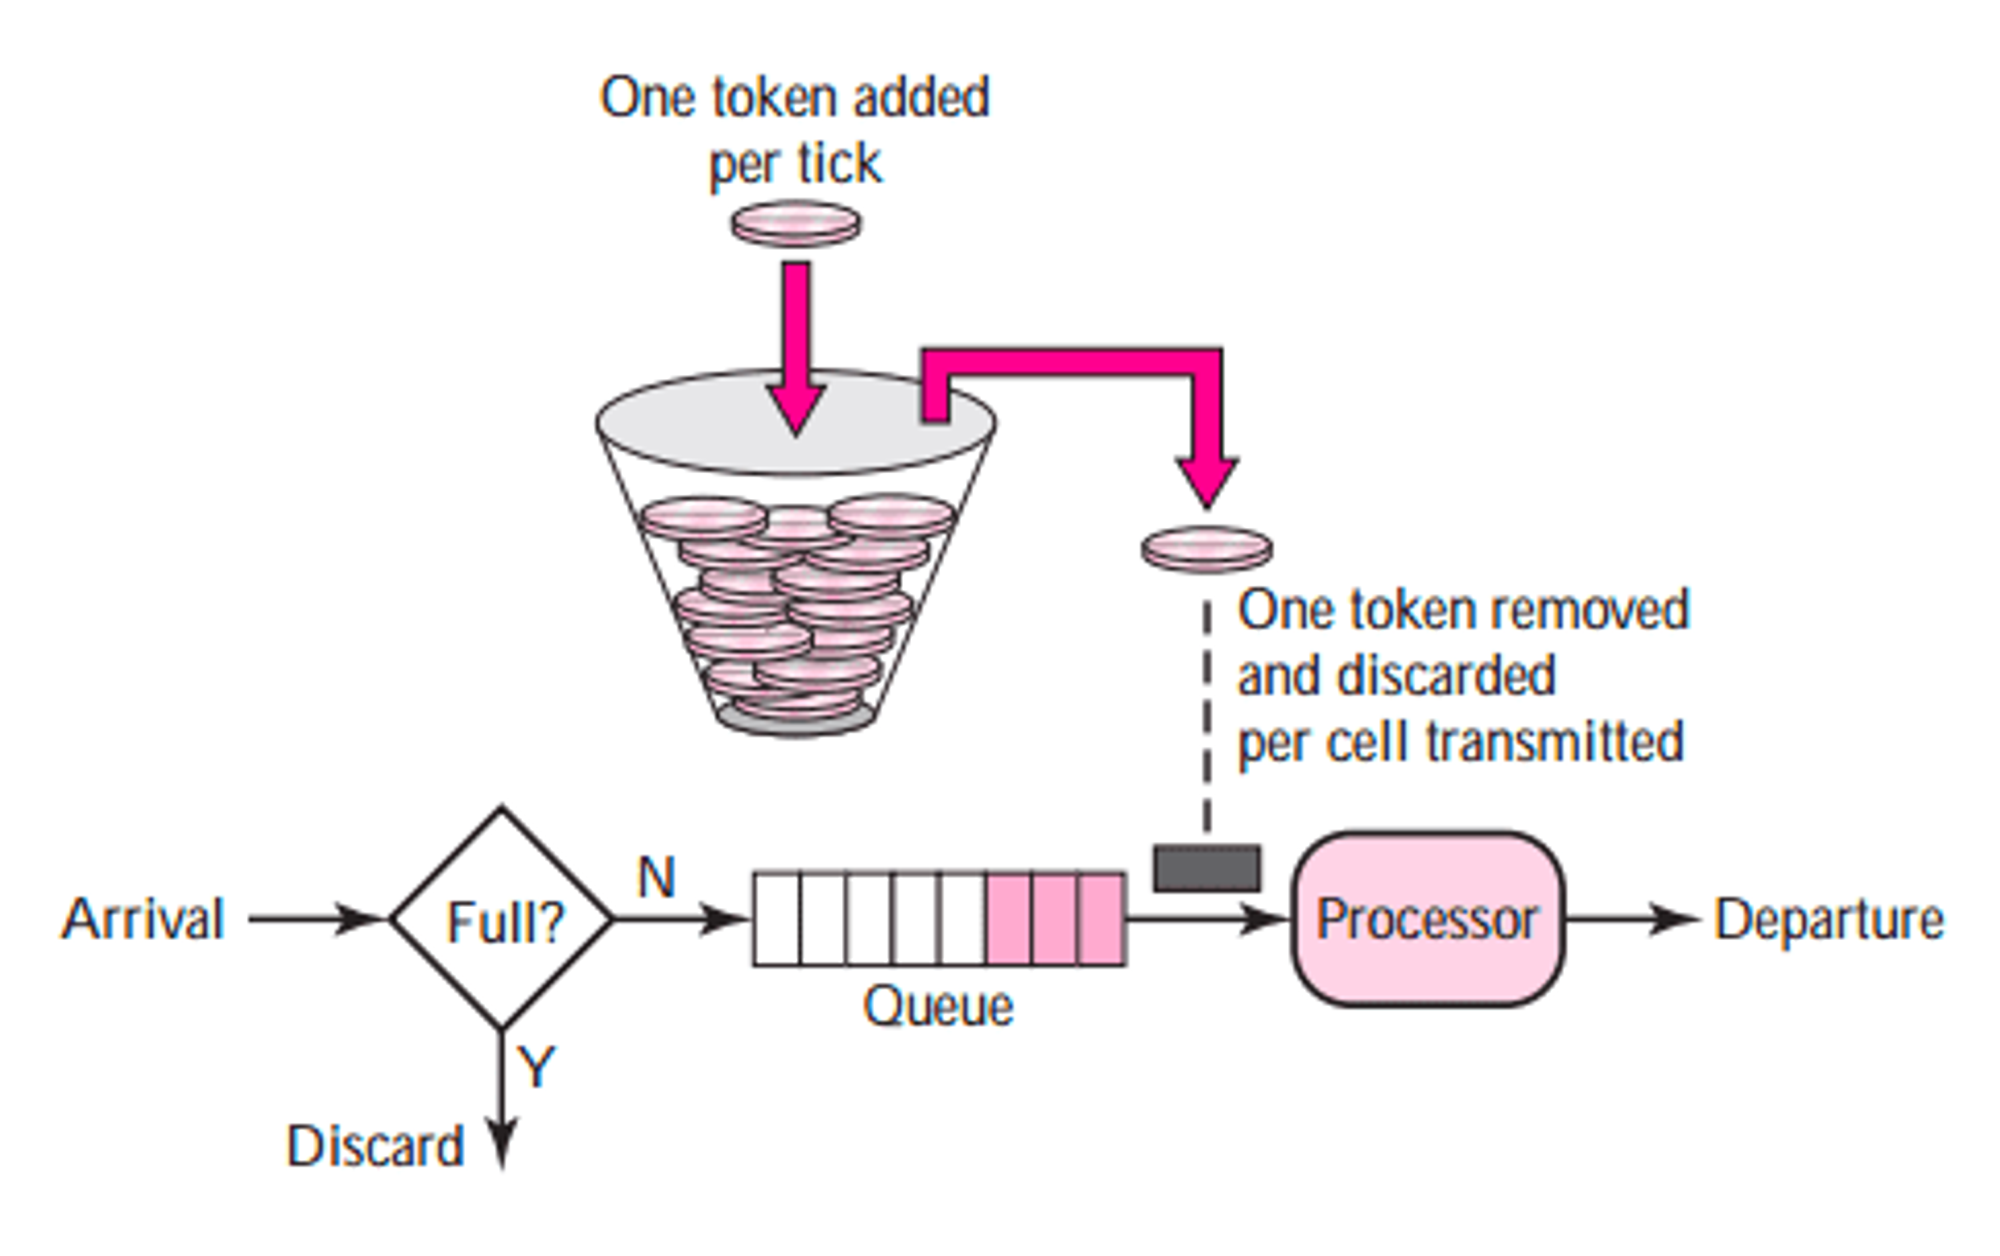 One token added
per tick
One token removed
and discarded
per cell transmitted
Arrival
Full?
N
Y
Discard
Queue
Processor
Departure